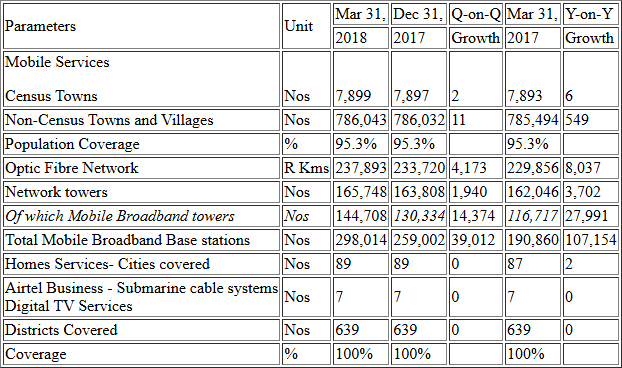 Parameters Unit Mar 31, 2018 Dec 31, 2017 Q-on-Q Growth Mar 31, 2017 Y-on-Y Growth
Mobile Services
Census Towns Nos 7,899 7,897 2 7,893 6
Non-Census Towns and Villages Nos 786,043 786,032 11 785,494 549
Population Coverage % 95.3% 95.3% 95.3%
Optic Fibre Network R Kms 237,893 233,720 4,173 229,856 8,037
Network towers Nos 165,748 163,808 1,940 162,046 3,702
Of which Mobile Broadband towers Nos 144,708 130,334 14,374 116,717 27,991
Total Mobile Broadband Base stations Nos 298,014 259,002 39,012 190,860 107,154
Homes Services- Cities covered Nos 89 89 0 87 2
Airtel Business - Submarine cable systems Nos 7 7 0 7 0
Digital TV Services
Districts Covered Nos 639 639 0 639 0
Coverage % 100% 100% 100%